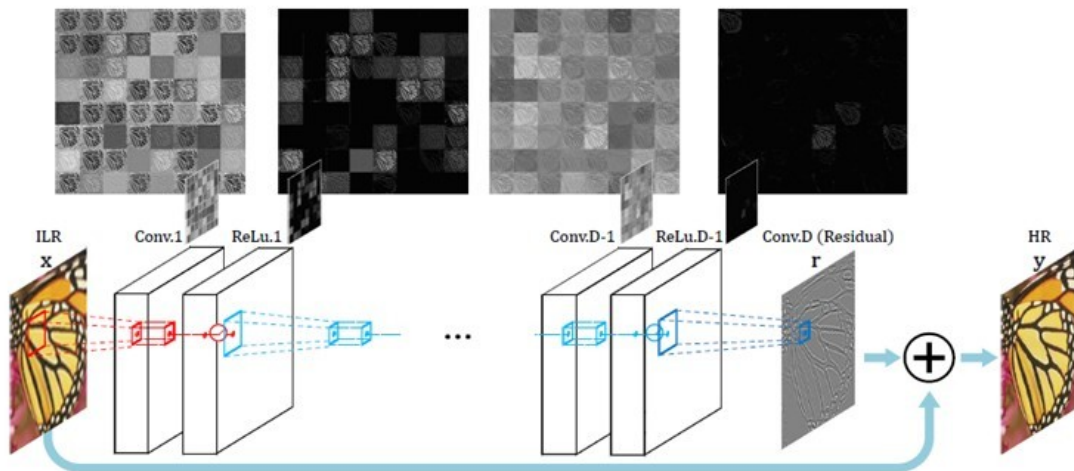 ILR
x
Conv.1
ReLu.1
...
Conv.D-1
ReLu.D-1
Conv.D (Residual)
r
HR
y